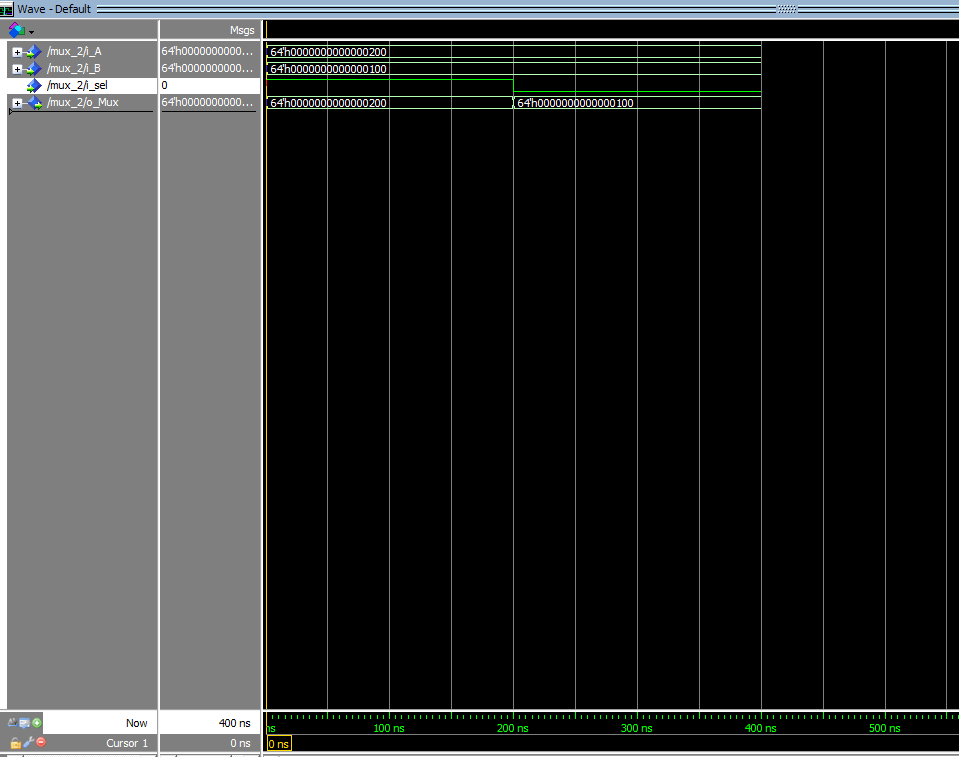 Wave - Default
Msgs
/mux_2/i_A 64'h0000000000... 64'h0000000000000200
/mux_2/i_B 64'h0000000000... 64'h0000000000000100
/mux_2/i_sel 0
/mux_2/o_Mux 64'h0000000000... 64'h0000000000000200 64'h0000000000000100
Now 400 ns ns 100 ns 200 ns 300 ns 400 ns 500 ns
Cursor 1 0 ns 0 ns